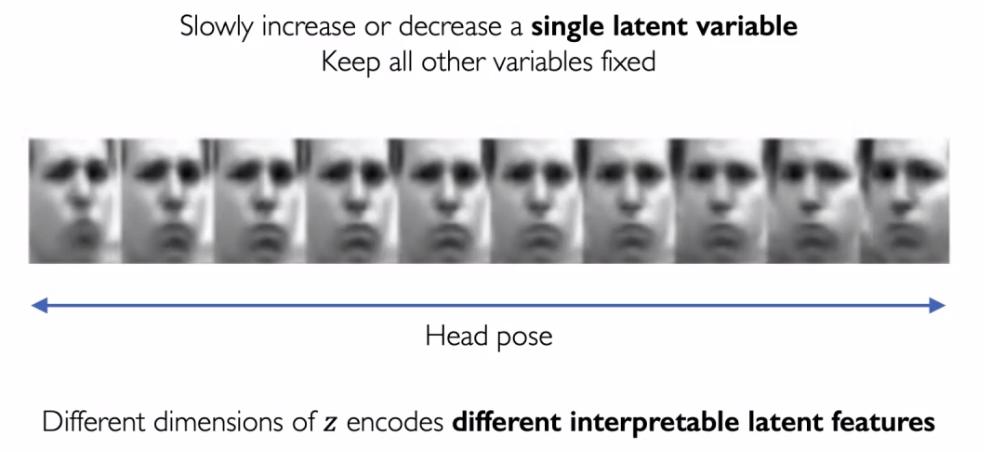 Slowly increase or decrease a single latent variable
Keep all other variables fixed
Head pose
Different dimensions of z encodes different interpretable latent features